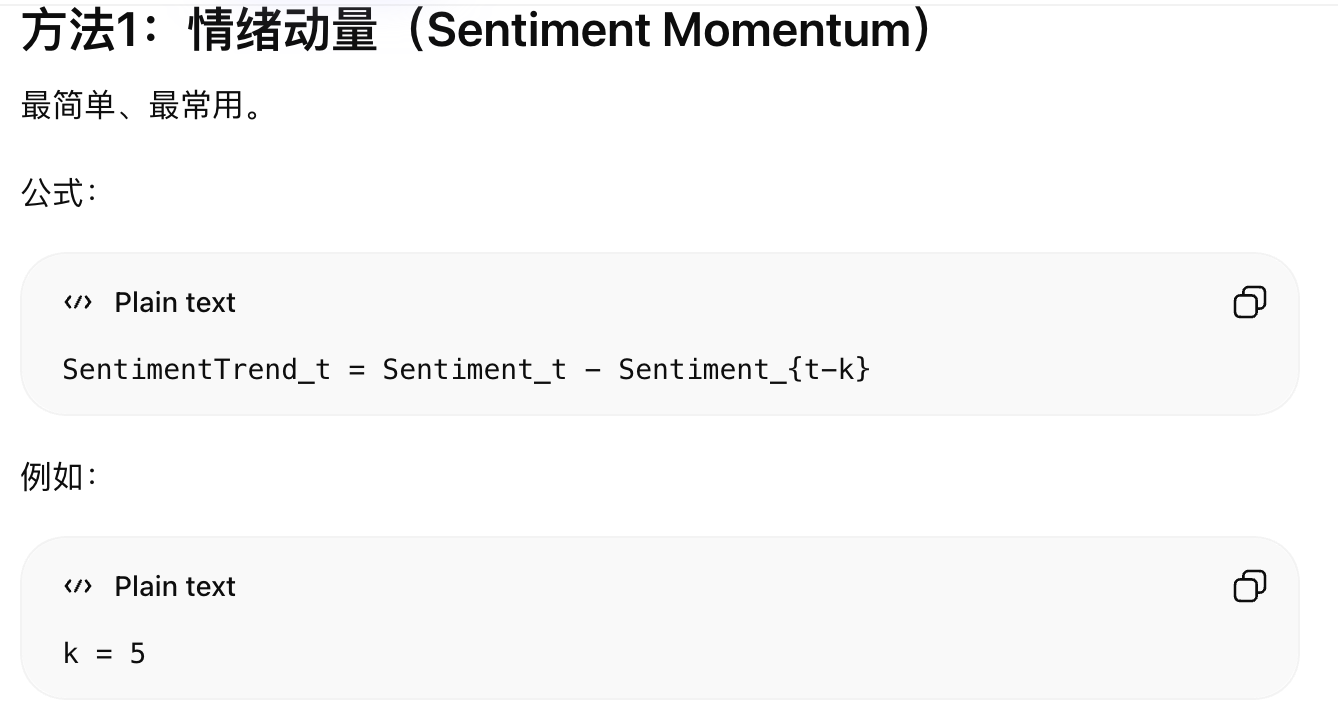 方法1：情绪动量（Sentiment Momentum）
最简单、最常用。
公式：
Plain text
SentimentTrend_t = Sentiment_t - Sentiment_{t-k}
例如：
Plain text
k = 5